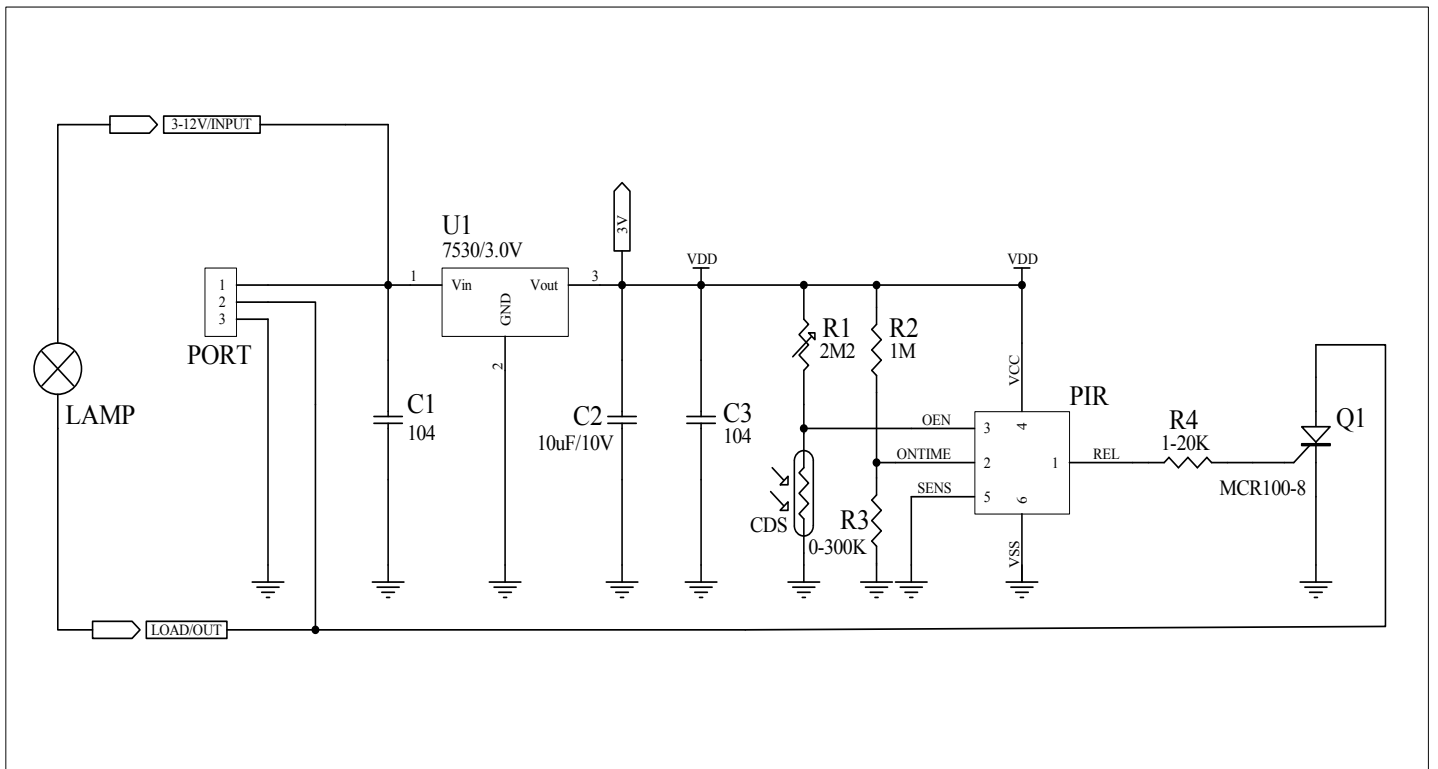 3-12V/INPUT
3V
U1
7530/3.0V
1
Vin
Vout
3
GND
2
VDD
VDD
1
2
3
PORT
LAMP
C1
104
C2
10uF/10V
C3
104
R1
2M2
R2
1M
CDS
R3
0-300K
OEN
ONTIME
SENS
VCC
PIR
3
4
2
1
5
6
VSS
REL
R4
1-20K
Q1
MCR100-8
LOAD/OUT